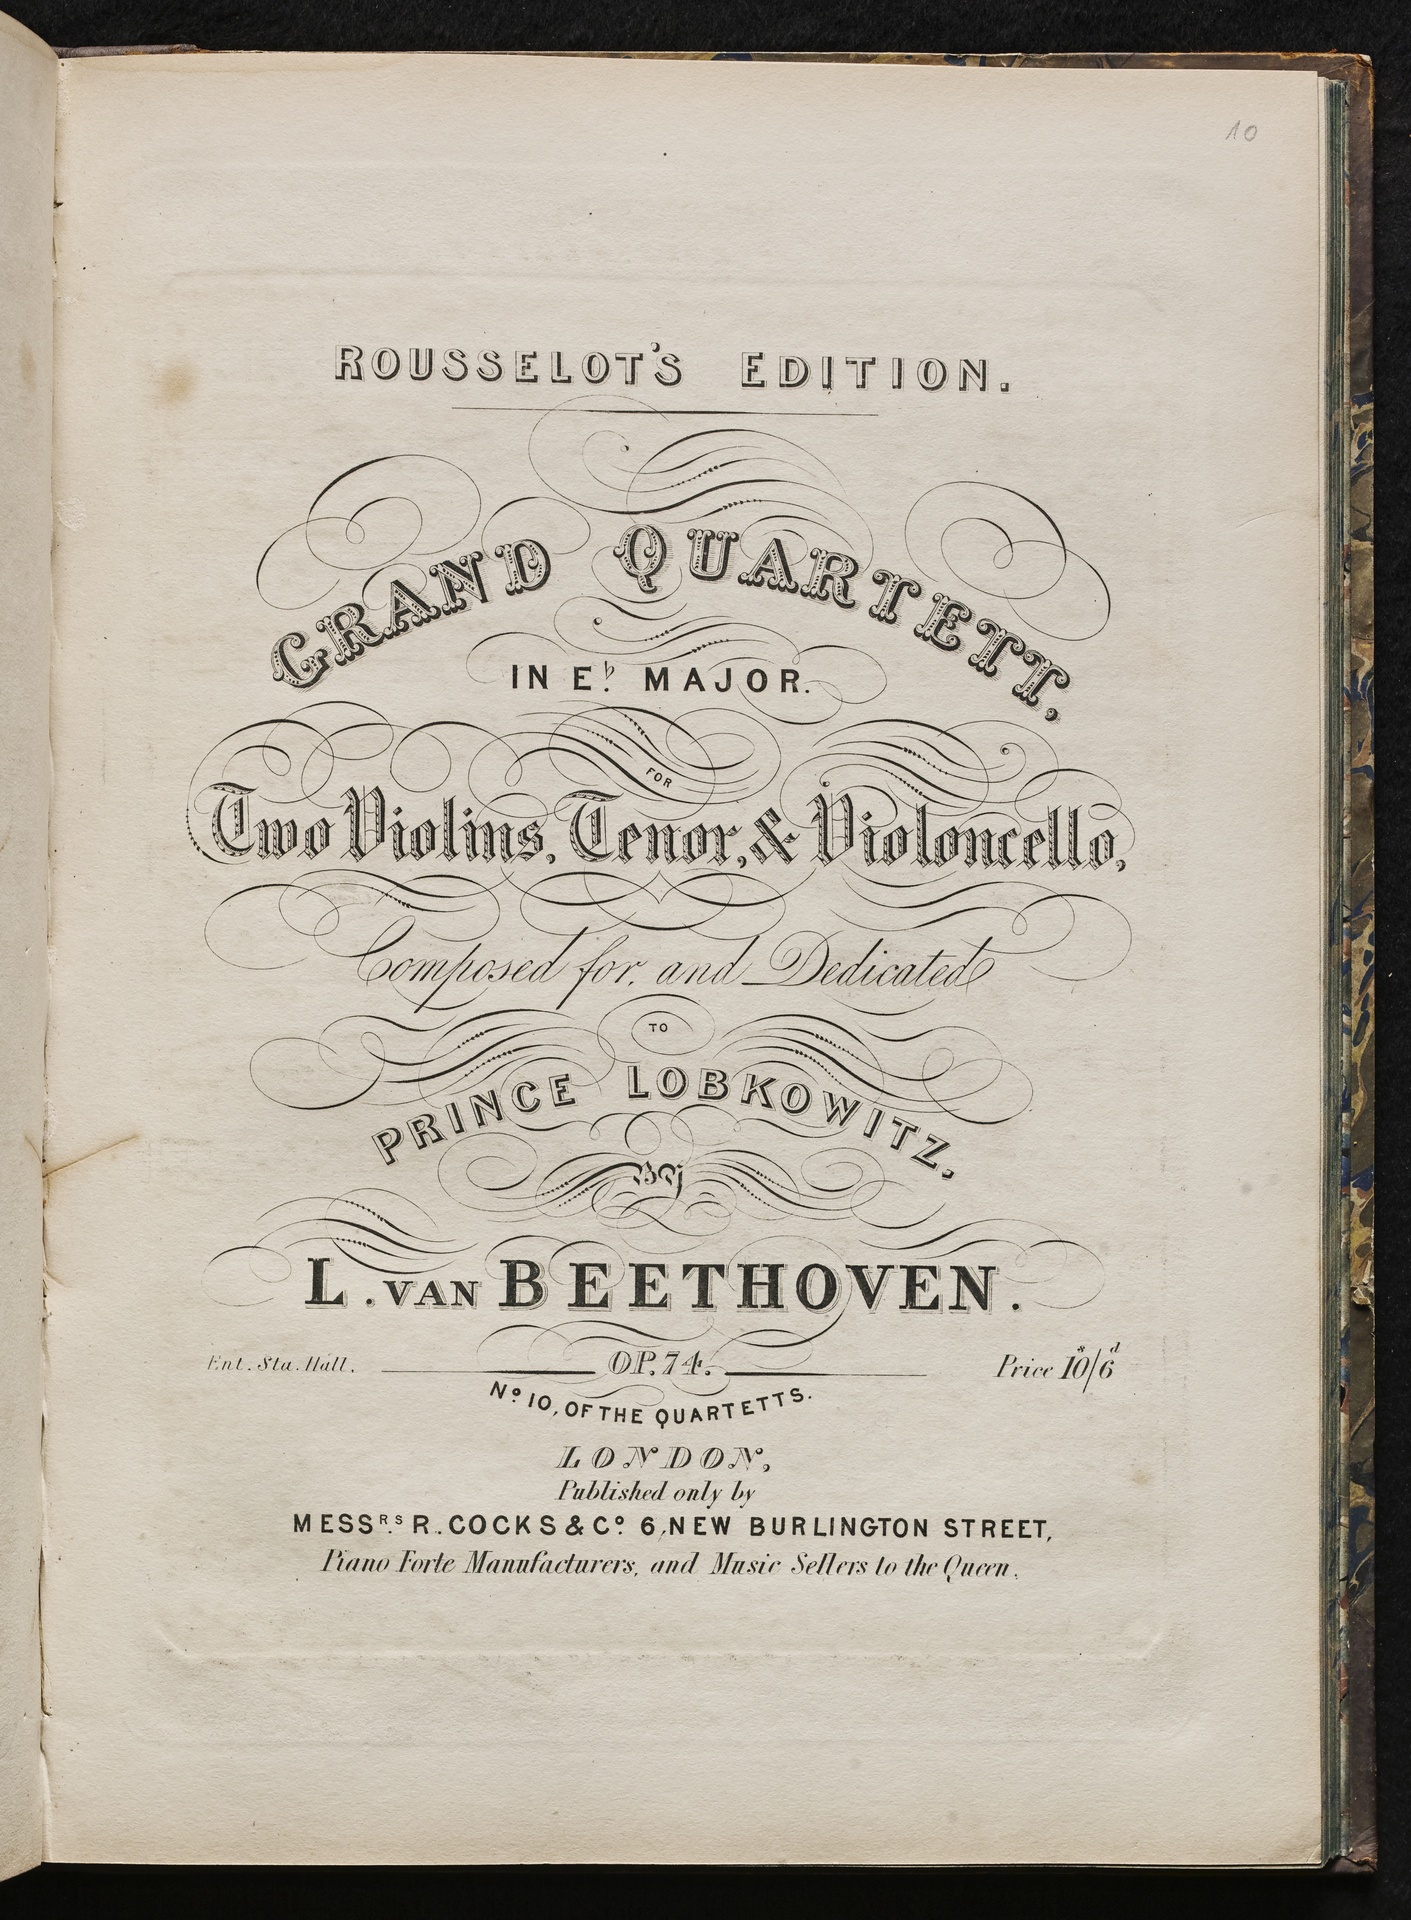 10
ROUSSELOT'S EDITION.
GRAND QUARTETT,
IN E♭. MAJOR.
FOR
Two Violins, Tenor, & Violoncello,
Composed for, and Dedicated
TO
PRINCE LOBKOWITZ.
By
L. VAN BEETHOVEN.
Ent. Sta. Hall. OP. 74. Price 10s/6d
No 10, OF THE QUARTETTS.
LONDON,
Published only by
MESSRS. R. COCKS & Co. 6, NEW BURLINGTON STREET,
Piano Forte Manufacturers, and Music Sellers to the Queen.